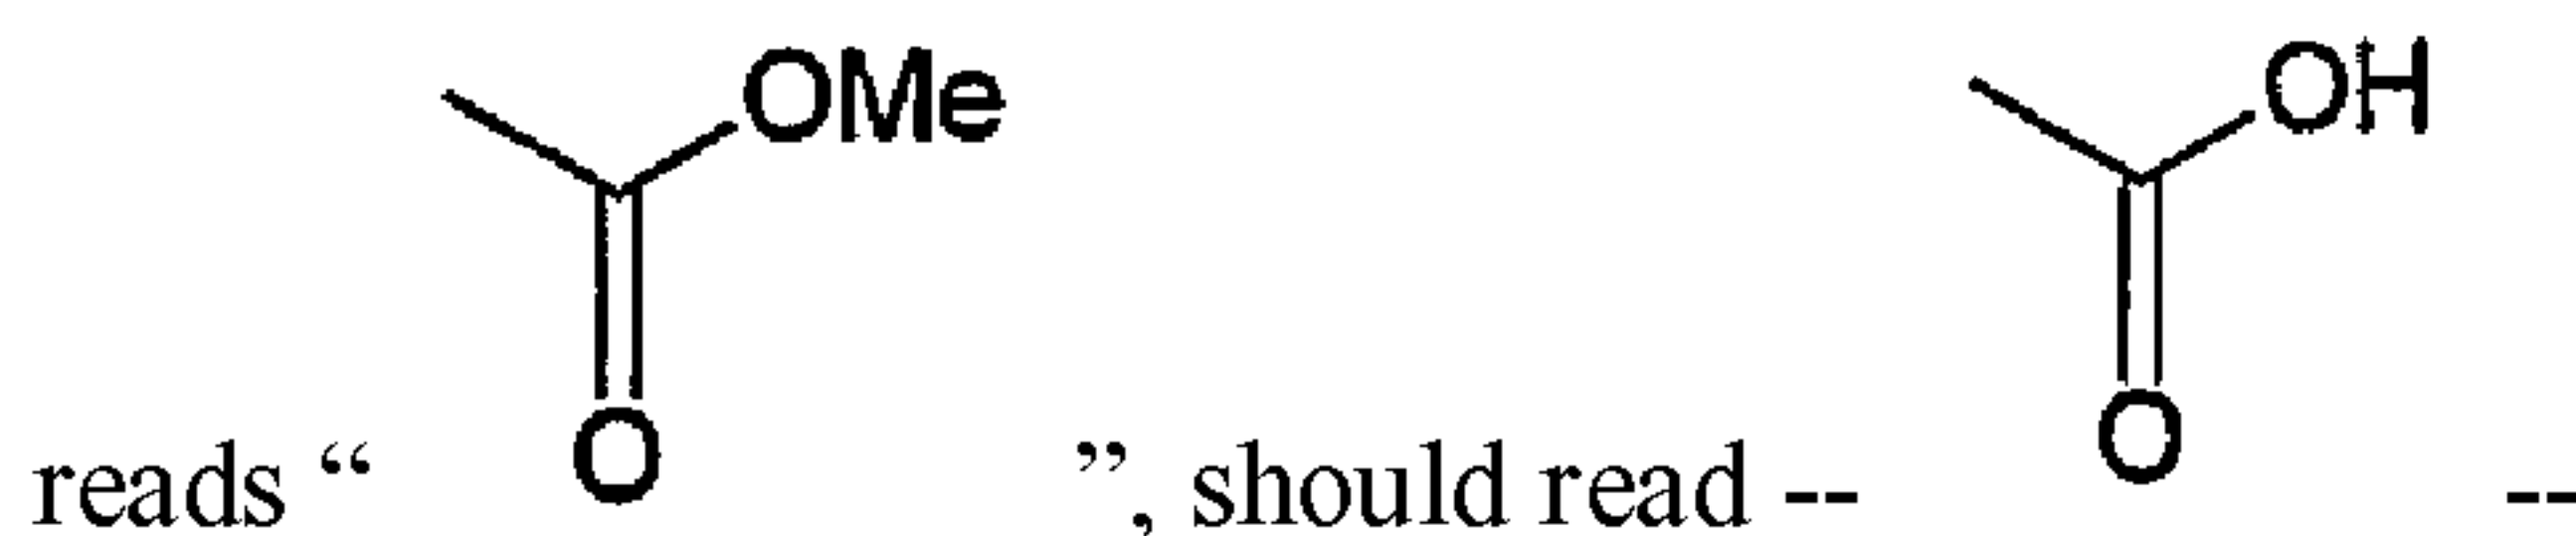 OMe OH
O O
reads “ ”, should read -- --